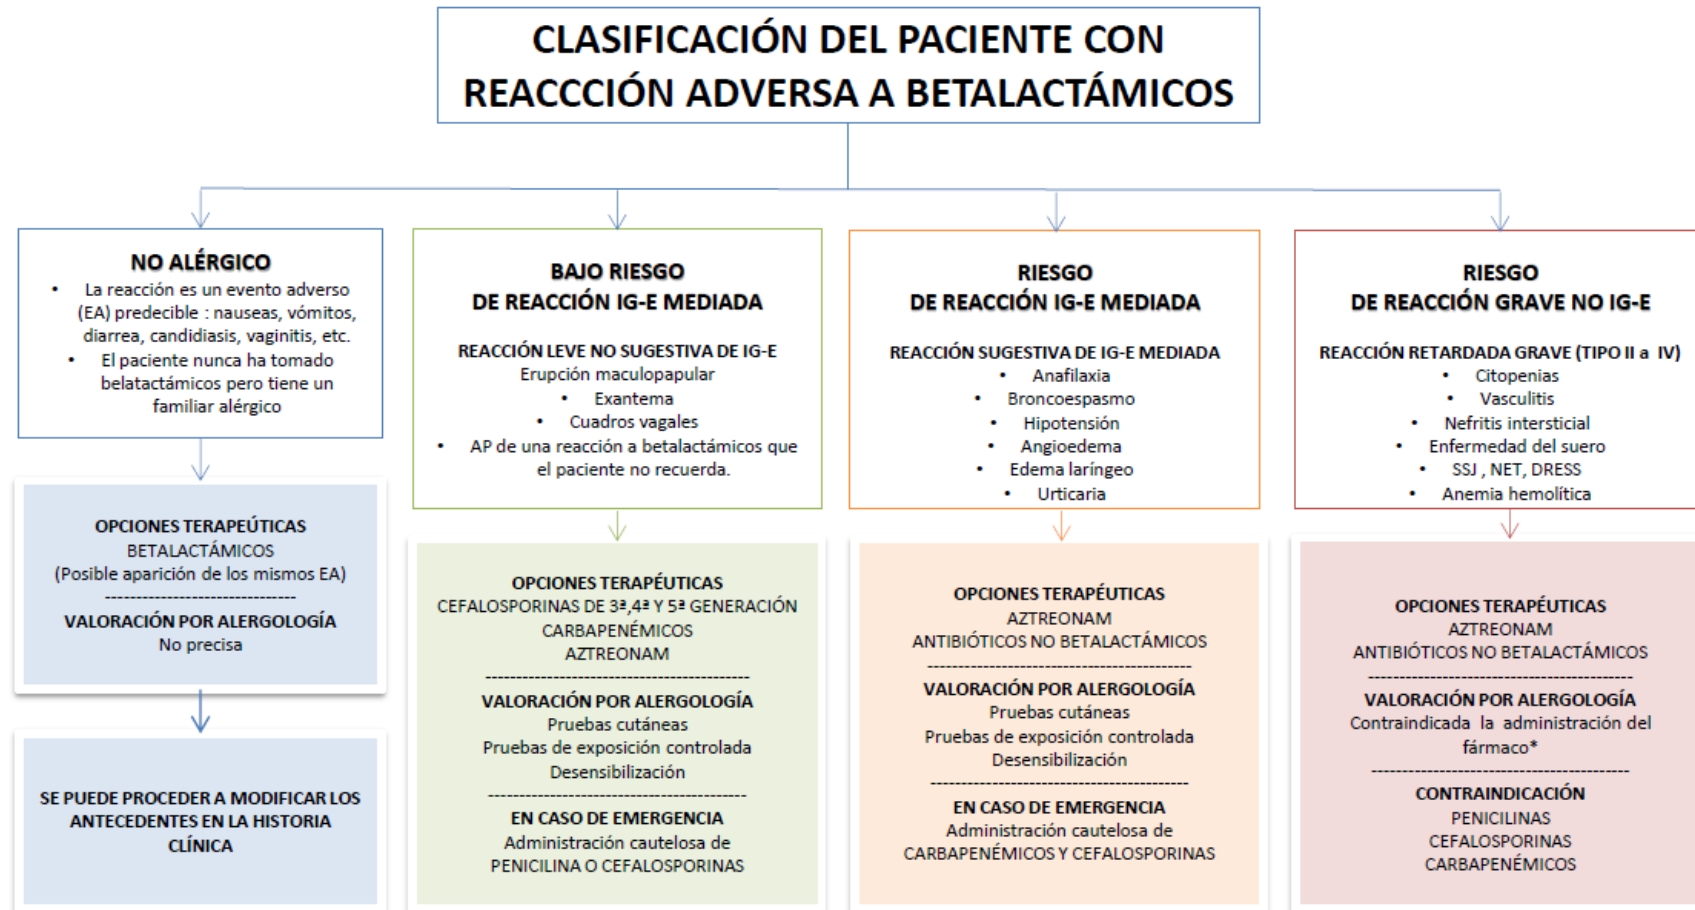 CLASIFICACIÓN DEL PACIENTE CON
REACCCIÓN ADVERSA A BETALACTÁMICOS
NO ALÉRGICO
• La reacción es un evento adverso
(EA) predecible : nauseas, vómitos,
diarrea, candidiasis, vaginitis, etc.
• El paciente nunca ha tomado
belatactámicos pero tiene un
familiar alérgico
OPCIONES TERAPEÚTICAS
BETALACTÁMICOS
(Posible aparición de los mismos EA)
-------------------------------
VALORACIÓN POR ALERGOLOGÍA
No precisa
SE PUEDE PROCEDER A MODIFICAR LOS
ANTECEDENTES EN LA HISTORIA
CLÍNICA
BAJO RIESGO
DE REACCIÓN IG-E MEDIADA
REACCIÓN LEVE NO SUGESTIVA DE IG-E
Erupción maculopapular
• Exantema
• Cuadros vagales
• AP de una reacción a betalactámicos que
el paciente no recuerda.
OPCIONES TERAPÉUTICAS
CEFALOSPORINAS DE 3ª,4ª Y 5ª GENERACIÓN
CARBAPENÉMICOS
AZTREONAM
-------------------------------------------
VALORACIÓN POR ALERGOLOGÍA
Pruebas cutáneas
Pruebas de exposición controlada
Desensibilización
------------------------------------------
EN CASO DE EMERGENCIA
Administración cautelosa de
PENICILINA O CEFALOSPORINAS
RIESGO
DE REACCIÓN IG-E MEDIADA
REACCIÓN SUGESTIVA DE IG-E MEDIADA
• Anafilaxia
• Broncoespasmo
• Hipotensión
• Angioedema
• Edema laríngeo
• Urticaria
OPCIONES TERAPÉUTICAS
AZTREONAM
ANTIBIÓTICOS NO BETALACTÁMICOS
-------------------------------------------
VALORACIÓN POR ALERGOLOGÍA
Pruebas cutáneas
Pruebas de exposición controlada
Desensibilización
------------------------------------------
EN CASO DE EMERGENCIA
Administración cautelosa de
CARBAPENÉMICOS Y CEFALOSPORINAS
RIESGO
DE REACCIÓN GRAVE NO IG-E
REACCIÓN RETARDADA GRAVE (TIPO II a IV)
• Citopenias
• Vasculitis
• Nefritis intersticial
• Enfermedad del suero
• SSJ , NET, DRESS
• Anemia hemolítica
OPCIONES TERAPÉUTICAS
AZTREONAM
ANTIBIÓTICOS NO BETALACTÁMICOS
-------------------------------------------
VALORACIÓN POR ALERGOLOGÍA
Contraindicada la administración del
fármaco*
------------------------------------------
CONTRAINDICACIÓN
PENICILINAS
CEFALOSPORINAS
CARBAPENÉMICOS